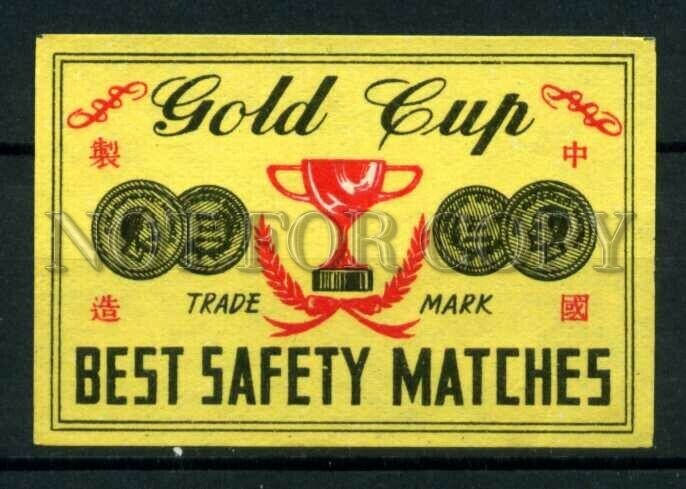 Gold Cup
中國
製造
TRADE MARK
BEST SAFETY MATCHES
NOT FOR COPY